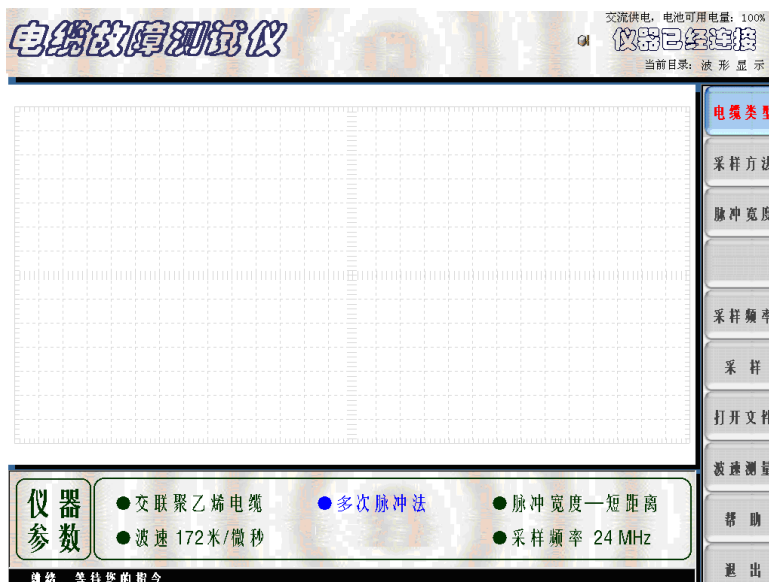 电缆故障测试仪
交流供电，电池可用电量：100%
仪器已经连接
当前目录：波形显示
电缆类型
采样方法
脉冲宽度
采样频率
采样
打开文件
波速测量
帮助
退出
仪器参数
●交联聚乙烯电缆 ●多次脉冲法 ●脉冲宽度—短距离
●波速 172米/微秒 ●采样频率 24 MHz
等待您的指令